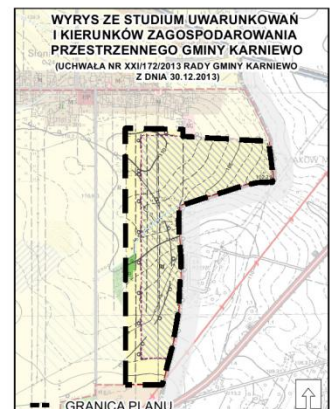 WYRYS ZE STUDIUM UWARUNKOWAŃ
I KIERUNKÓW ZAGOSPODAROWANIA
PRZESTRZENNEGO GMINY KARNIEWO
(UCHWAŁA NR XXI/172/2013 RADY GMINY KARNIEWO
Z DNIA 30.12.2013)
GRANICA PLANU